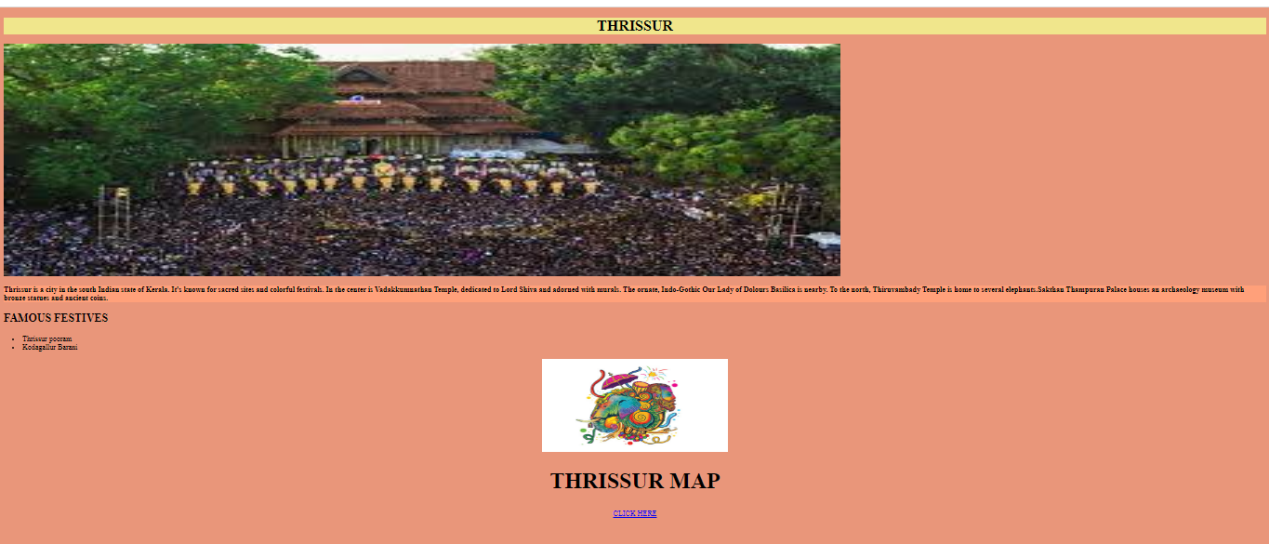 THRISSUR
Thrissur is a city in the south Indian state of Kerala. It's known for sacred sites and colorful festivals. In the center is Vadakkunnathan Temple, dedicated to Lord Shiva and adorned with murals. The ornate, Indo-Gothic Our Lady of Dolours Basilica is nearby. To the north, Thiruvambady Temple is home to several elephants.Sakthan Thampuran Palace houses an archaeology museum with
bronze statues and ancient coins.
FAMOUS FESTIVES
Thrissur pooram
Kodagallur Barani
THRISSUR MAP
CLICK HERE